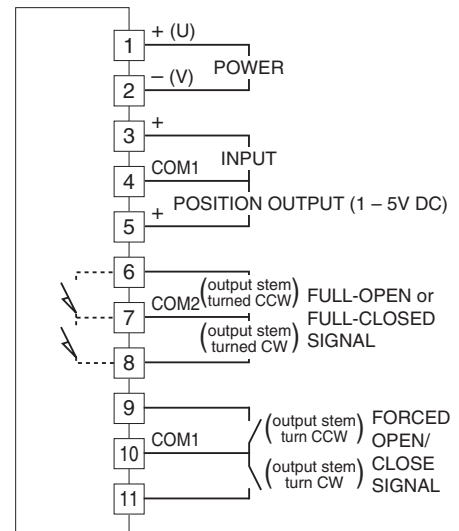 1 + (U)
POWER
2 – (V)
3 +
INPUT
4 COM1
POSITION OUTPUT (1 – 5V DC)
5 +
6
(output stem turned CCW)
7 COM2
(output stem turned CW)
8
FULL-OPEN or
FULL-CLOSED
SIGNAL
9
(output stem turn CCW)
10 COM1
(output stem turn CW)
11
FORCED
OPEN/
CLOSE
SIGNAL